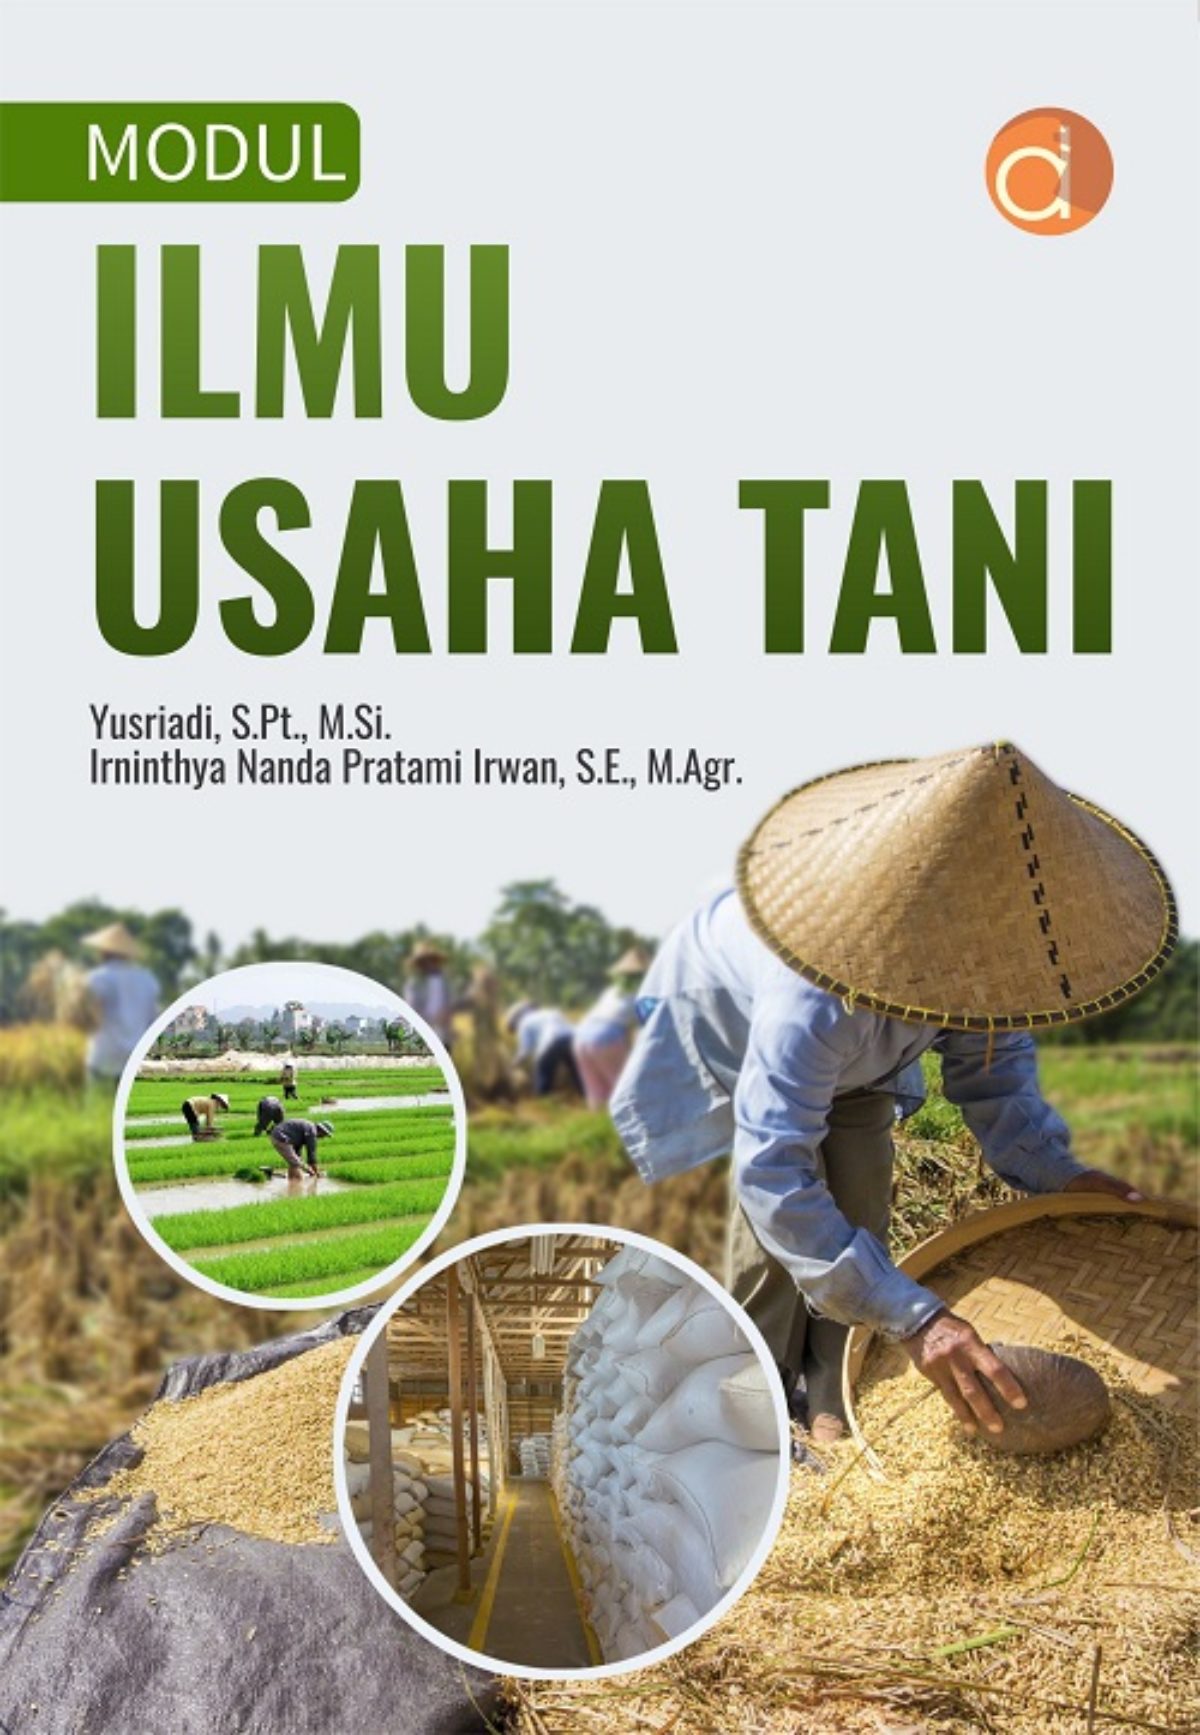 MODUL
ILMU
USAHA TANI
Yusriadi, S.Pt., M.Si.
Irninthya Nanda Pratami Irwan, S.E., M.Agr.